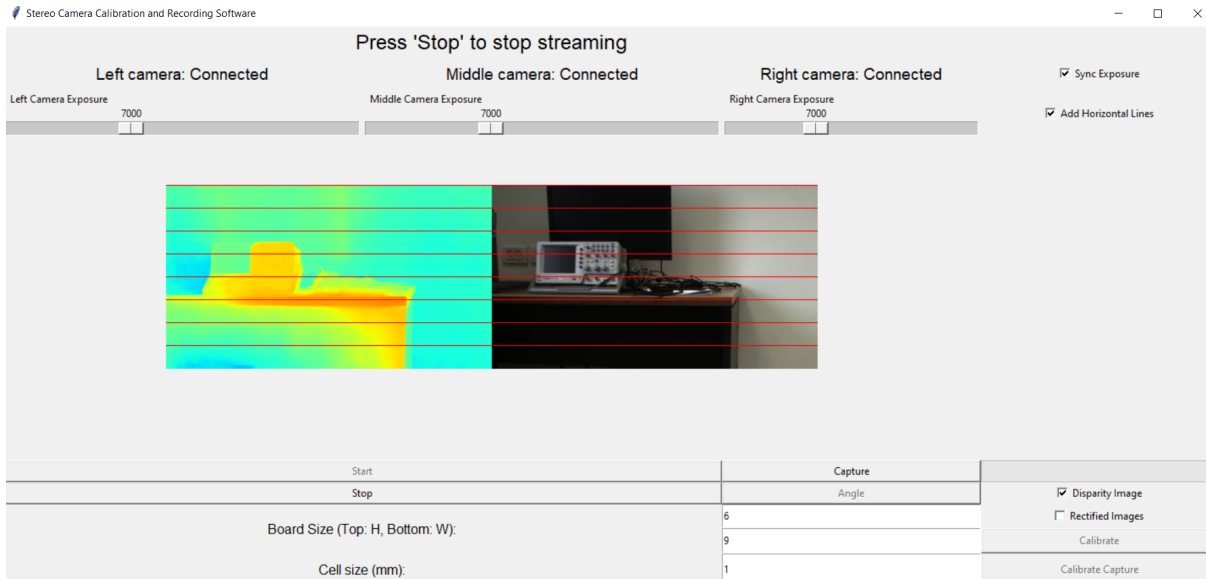 Stereo Camera Calibration and Recording Software
Press 'Stop' to stop streaming
Left camera: Connected
Middle camera: Connected
Right camera: Connected
Sync Exposure
Left Camera Exposure
Middle Camera Exposure
Right Camera Exposure
7000
7000
7000
Add Horizontal Lines
Start
Capture
Stop
Angle
Disparity Image
Board Size (Top: H, Bottom: W):
6
Rectified Images
9
Calibrate
Cell size (mm):
1
Calibrate Capture